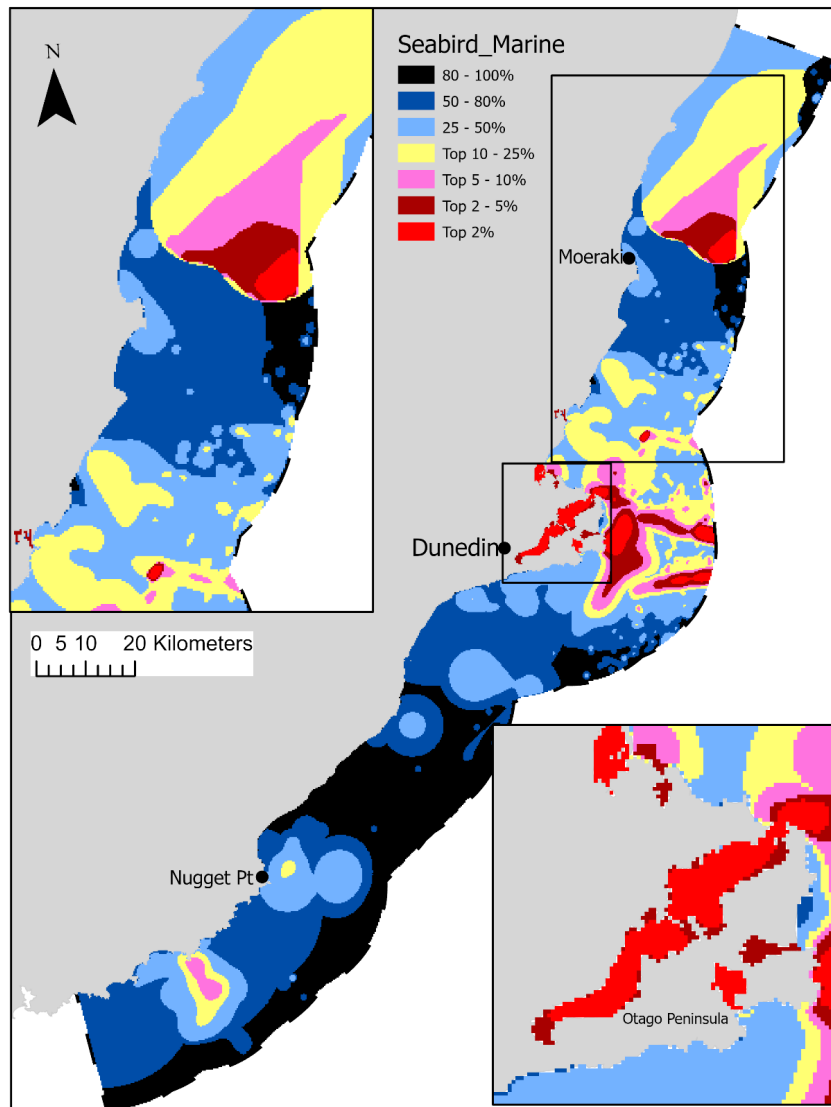 N
Seabird_Marine
80 - 100%
50 - 80%
25 - 50%
Top 10 - 25%
Top 5 - 10%
Top 2 - 5%
Top 2%
Moeraki
Dunedin
0 5 10 20 Kilometers
Nugget Pt
Otago Peninsula